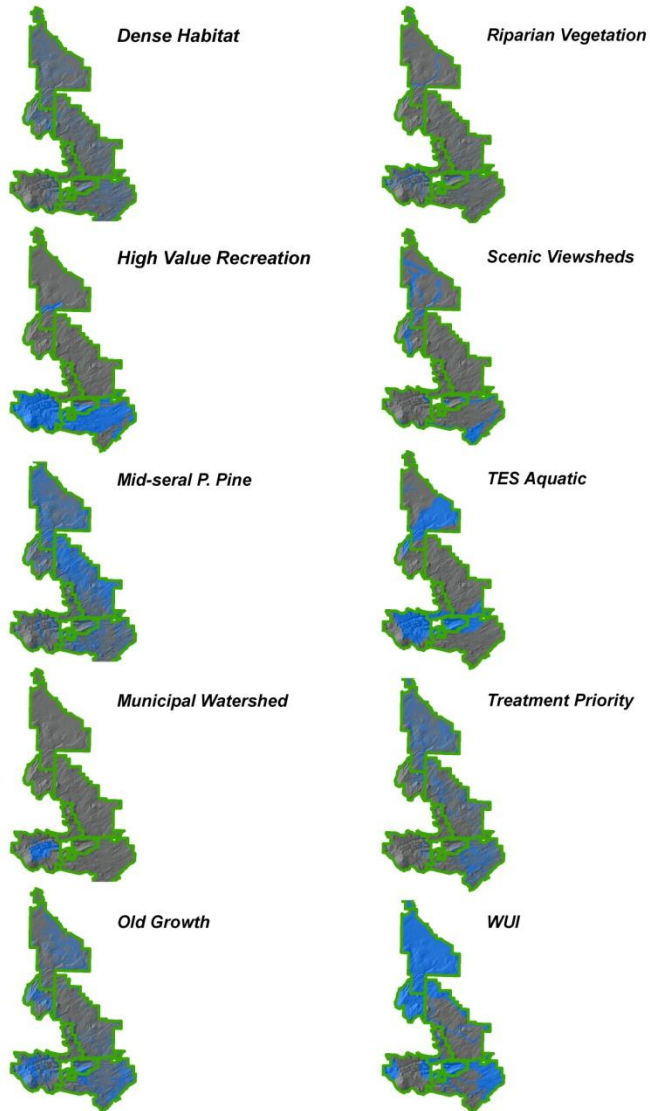 Dense Habitat
Riparian Vegetation
High Value Recreation
Scenic Viewsheds
Mid-seral P. Pine
TES Aquatic
Municipal Watershed
Treatment Priority
Old Growth
WUI